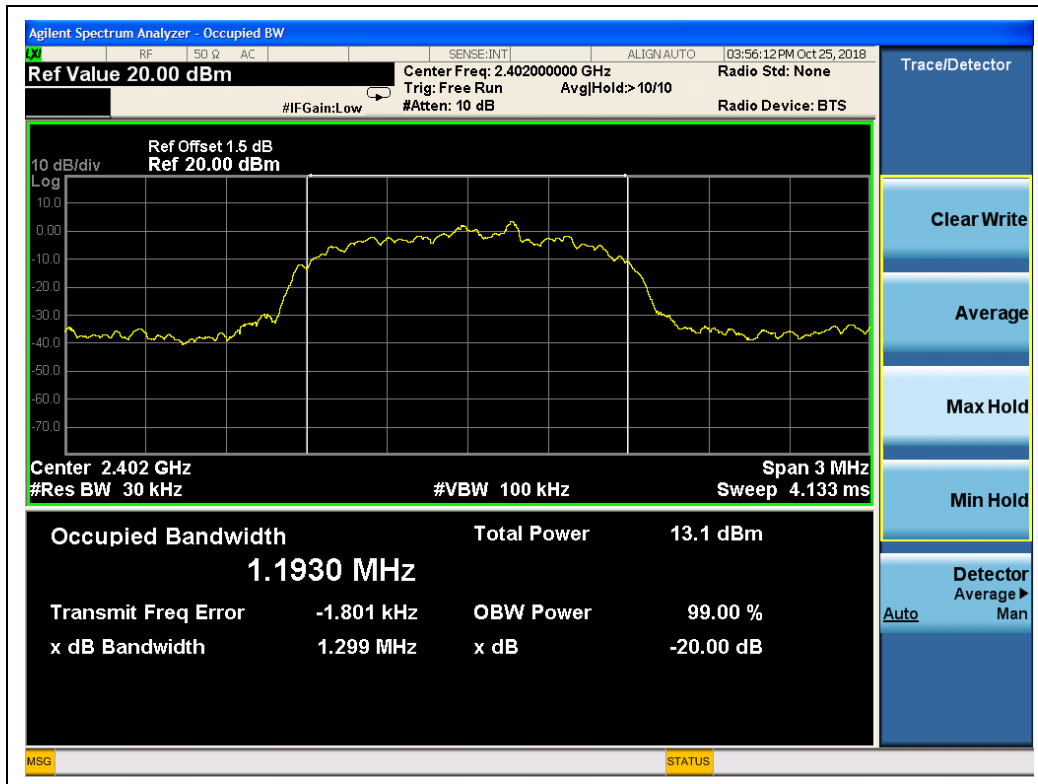 Agilent Spectrum Analyzer - Occupied BW
LXI RF 50 Ω AC SENSE:INT ALIGN AUTO 03:56:12 PM Oct 25, 2018
Ref Value 20.00 dBm
Center Freq: 2.402000000 GHz
Radio Std: None
Trig: Free Run Avg|Hold:>10/10
#IFGain:Low
#Atten: 10 dB
Radio Device: BTS
Trace/Detector
Ref Offset 1.5 dB
10 dB/div Ref 20.00 dBm
Log
10.0
0.00
-10.0
-20.0
-30.0
-40.0
-50.0
-60.0
-70.0
Center 2.402 GHz
Span 3 MHz
#Res BW 30 kHz
#VBW 100 kHz
Sweep 4.133 ms
Occupied Bandwidth
Total Power 13.1 dBm
1.1930 MHz
Transmit Freq Error -1.801 kHz
OBW Power 99.00 %
x dB Bandwidth 1.299 MHz
x dB -20.00 dB
Clear Write
Average
Max Hold
Min Hold
Detector
Average▶
Auto Man
MSG
STATUS